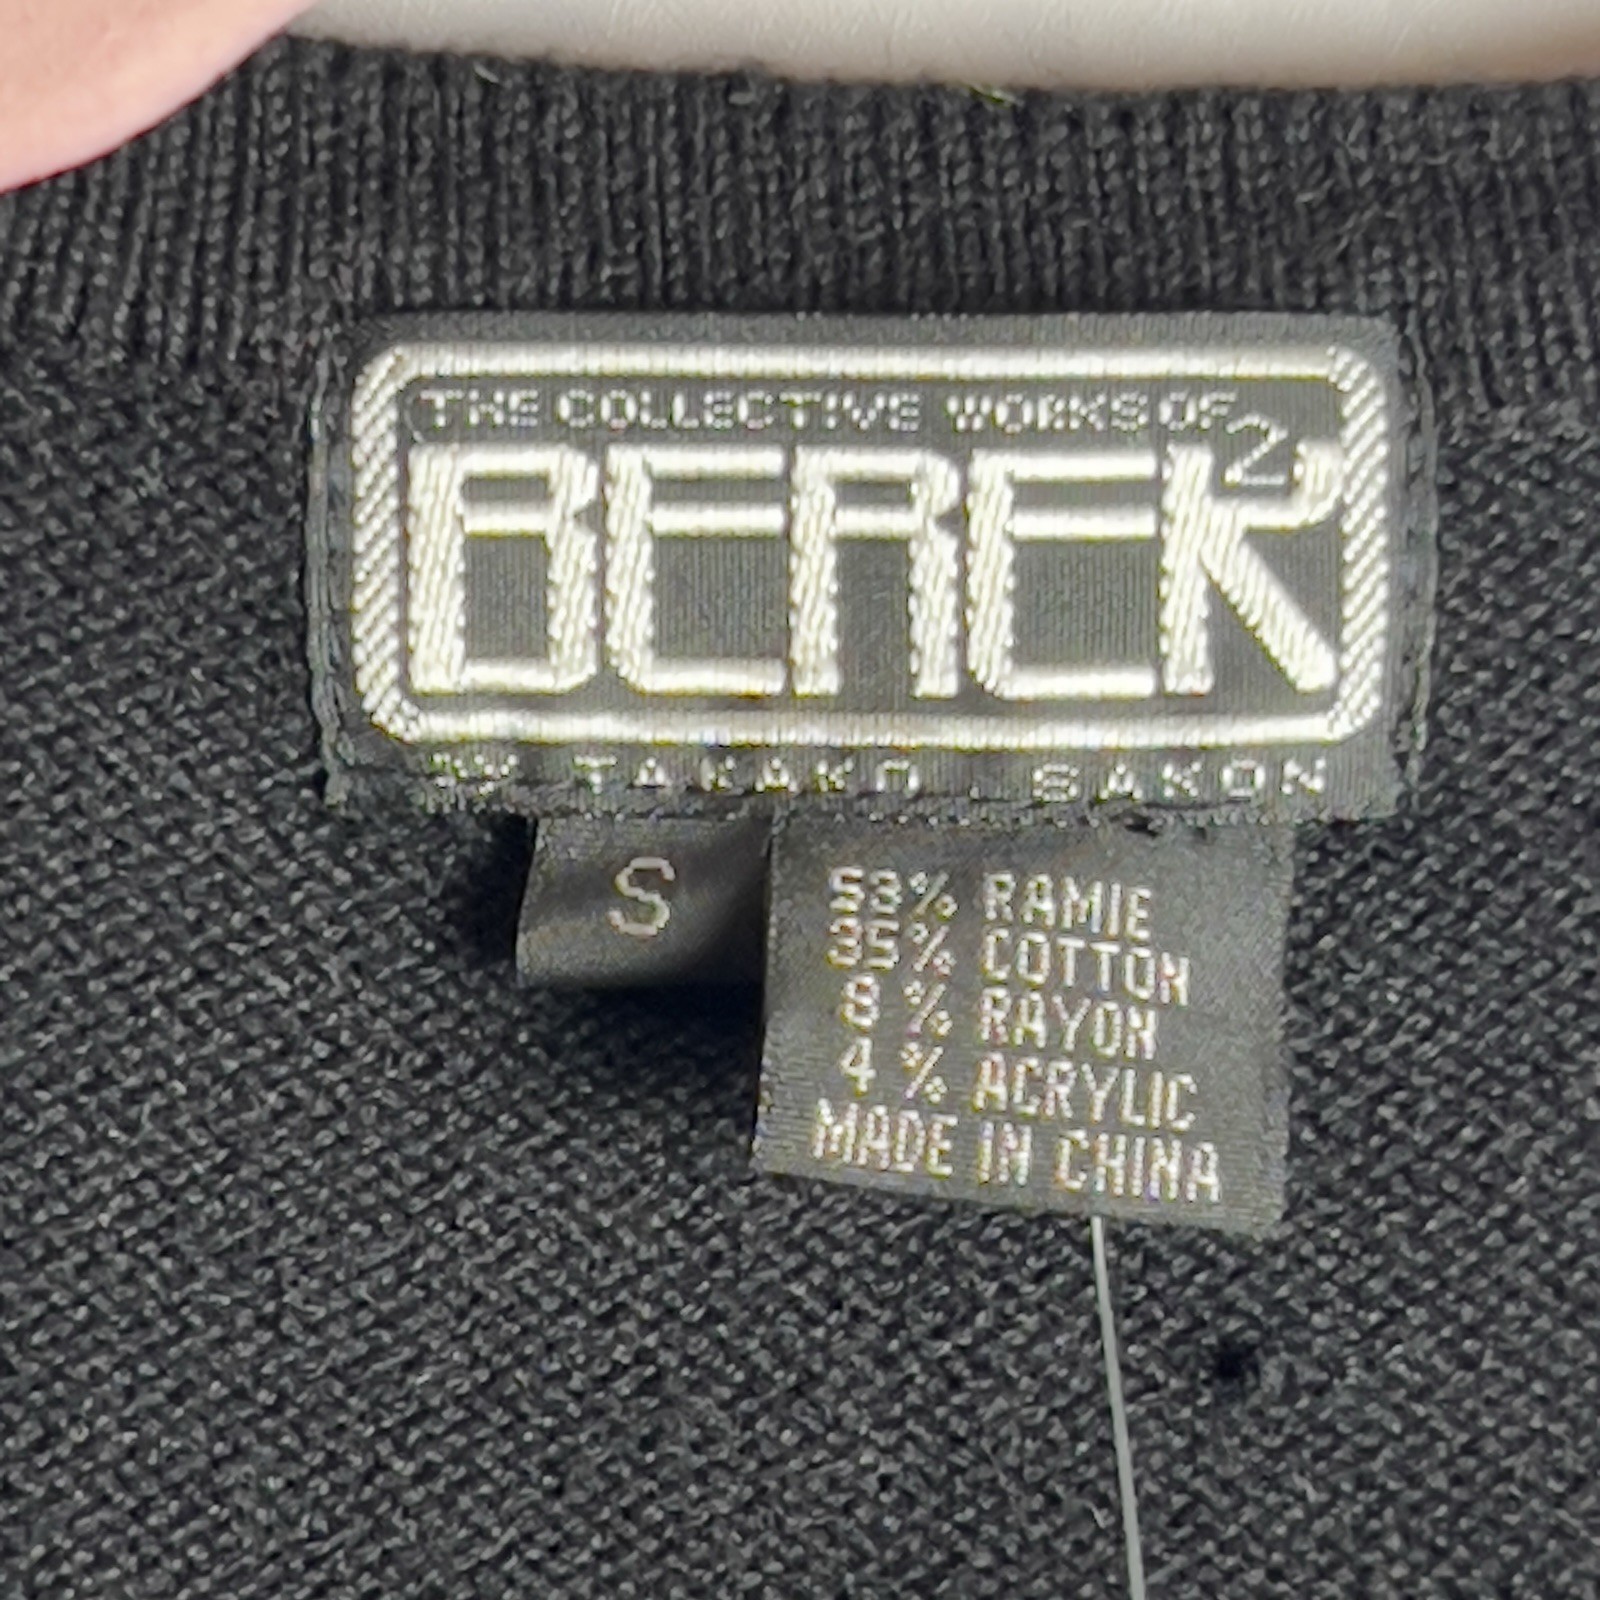 THE COLLECTIVE WORKS OF
BEREK 2
BY TAKAKO SAKON
S
53% RAMIE
35% COTTON
8% RAYON
4% ACRYLIC
MADE IN CHINA